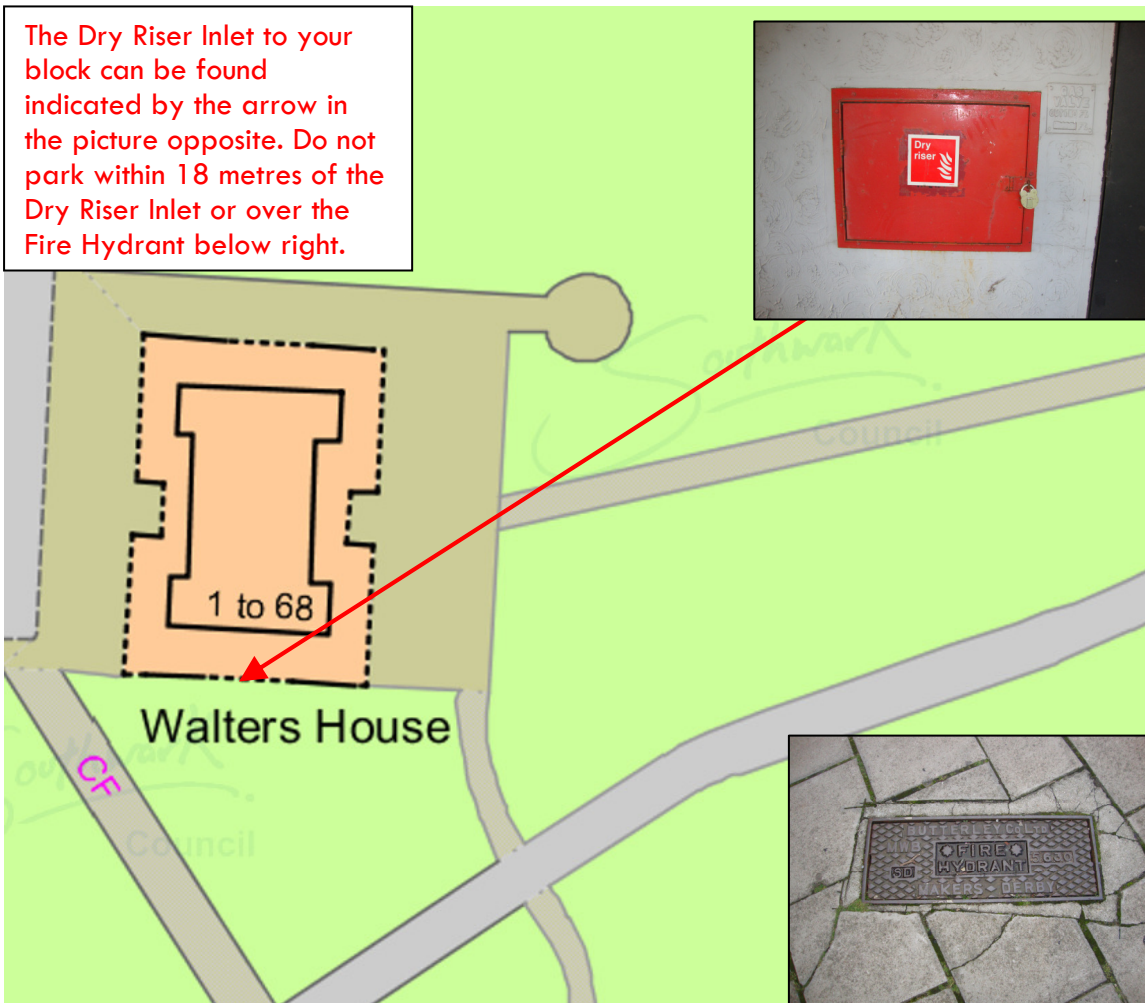 The Dry Riser Inlet to your
block can be found
indicated by the arrow in
the picture opposite. Do not
park within 18 metres of the
Dry Riser Inlet or over the
Fire Hydrant below right.
Dry
riser
Southwark
Council
1 to 68
Walters House
CF
Southwark
Council
BUTTERLEY CO LTD
FIRE
HYDRANT
MAKERS DERBY